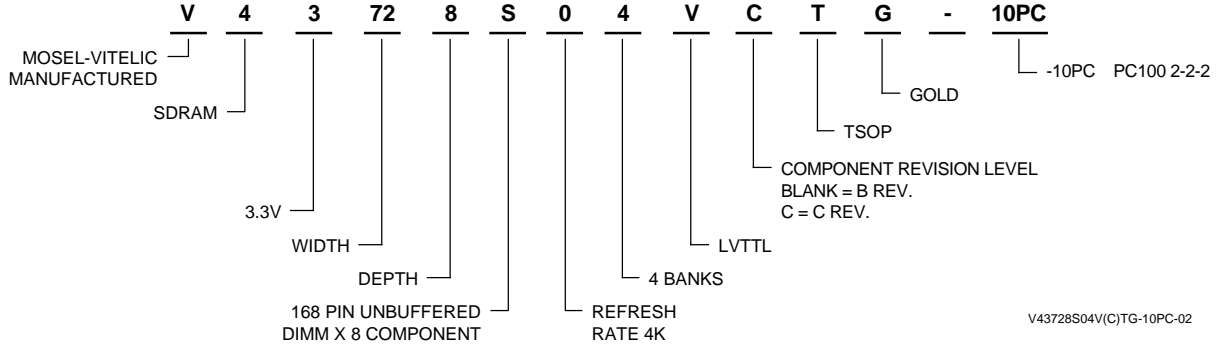 V 4 3 72 8 S 0 4 V C T G - 10PC
MOSEL-VITELIC
MANUFACTURED
-10PC PC100 2-2-2
SDRAM
GOLD
TSOP
COMPONENT REVISION LEVEL
BLANK = B REV.
C = C REV.
3.3V
WIDTH
LVTTL
DEPTH
4 BANKS
168 PIN UNBUFFERED
DIMM X 8 COMPONENT
REFRESH
RATE 4K
V43728S04V(C)TG-10PC-02